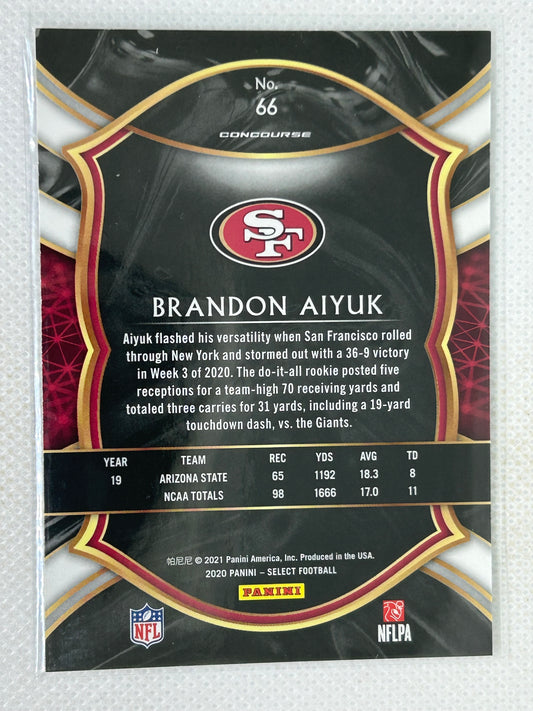 No.
66
CONCOURSE
SF
BRANDON AIYUK
Aiyuk flashed his versatility when San Francisco rolled
through New York and stormed out with a 36-9 victory
in Week 3 of 2020. The do-it-all rookie posted five
receptions for a team-high 70 receiving yards and
totaled three carries for 31 yards, including a 19-yard
touchdown dash, vs. the Giants.
YEAR TEAM REC YDS AVG TD
19 ARIZONA STATE 65 1192 18.3 8
NCAA TOTALS 98 1666 17.0 11
帕尼尼 © 2021 Panini America, Inc. Produced in the USA.
2020 PANINI – SELECT FOOTBALL
PANINI
NFL
NFLPA